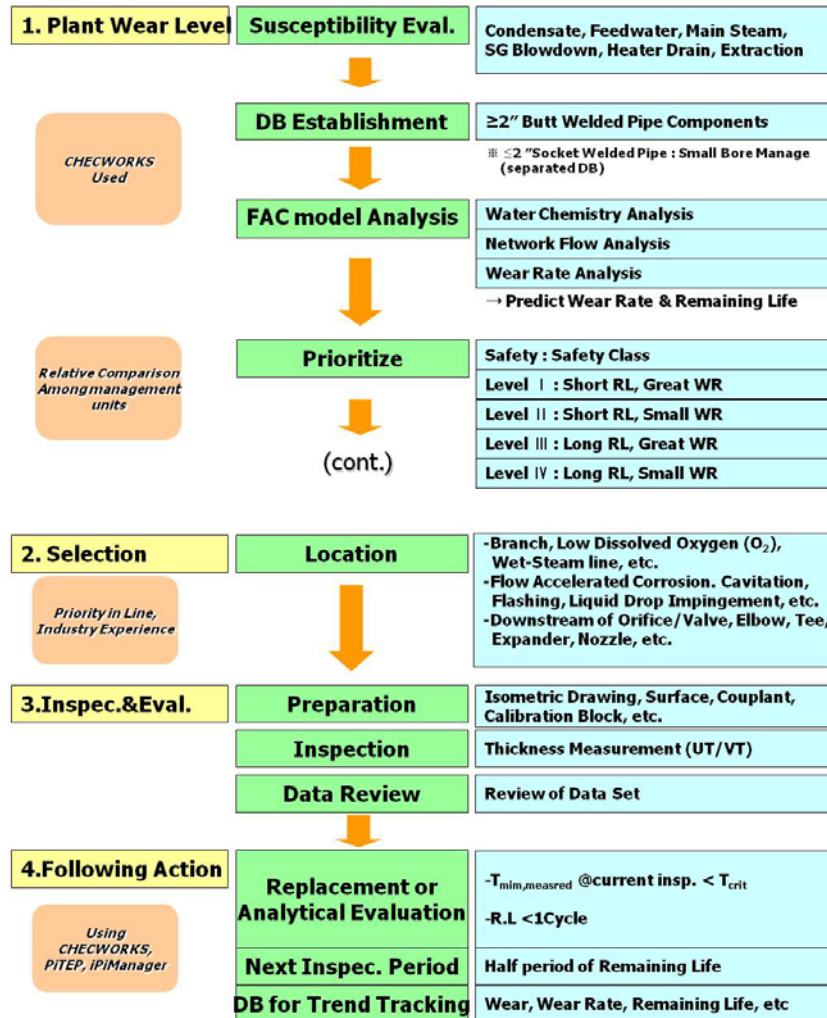 1. Plant Wear Level
Susceptibility Eval.
Condensate, Feedwater, Main Steam,
SG Blowdown, Heater Drain, Extraction
CHECWORKS
Used
DB Establishment
≥2" Butt Welded Pipe Components
※ ≤2 "Socket Welded Pipe : Small Bore Manage
(separated DB)
FAC model Analysis
Water Chemistry Analysis
Network Flow Analysis
Wear Rate Analysis
→ Predict Wear Rate & Remaining Life
Relative Comparison
Among management
units
Prioritize
Safety : Safety Class
Level Ⅰ : Short RL, Great WR
Level Ⅱ : Short RL, Small WR
Level Ⅲ : Long RL, Great WR
Level Ⅳ : Long RL, Small WR
(cont.)
2. Selection
Location
-Branch, Low Dissolved Oxygen (O₂),
Wet-Steam line, etc.
-Flow Accelerated Corrosion. Cavitation,
Flashing, Liquid Drop Impingement, etc.
-Downstream of Orifice/Valve, Elbow, Tee,
Expander, Nozzle, etc.
Priority in Line,
Industry Experience
3.Inspec.&Eval.
Preparation
Isometric Drawing, Surface, Couplant,
Calibration Block, etc.
Inspection
Thickness Measurement (UT/VT)
Data Review
Review of Data Set
4.Following Action
Replacement or
Analytical Evaluation
-Tmim,measred @current insp. < Tcrit
-R.L <1Cycle
Using
CHECWORKS,
PiTEP, iPiManager
Next Inspec. Period
Half period of Remaining Life
DB for Trend Tracking
Wear, Wear Rate, Remaining Life, etc